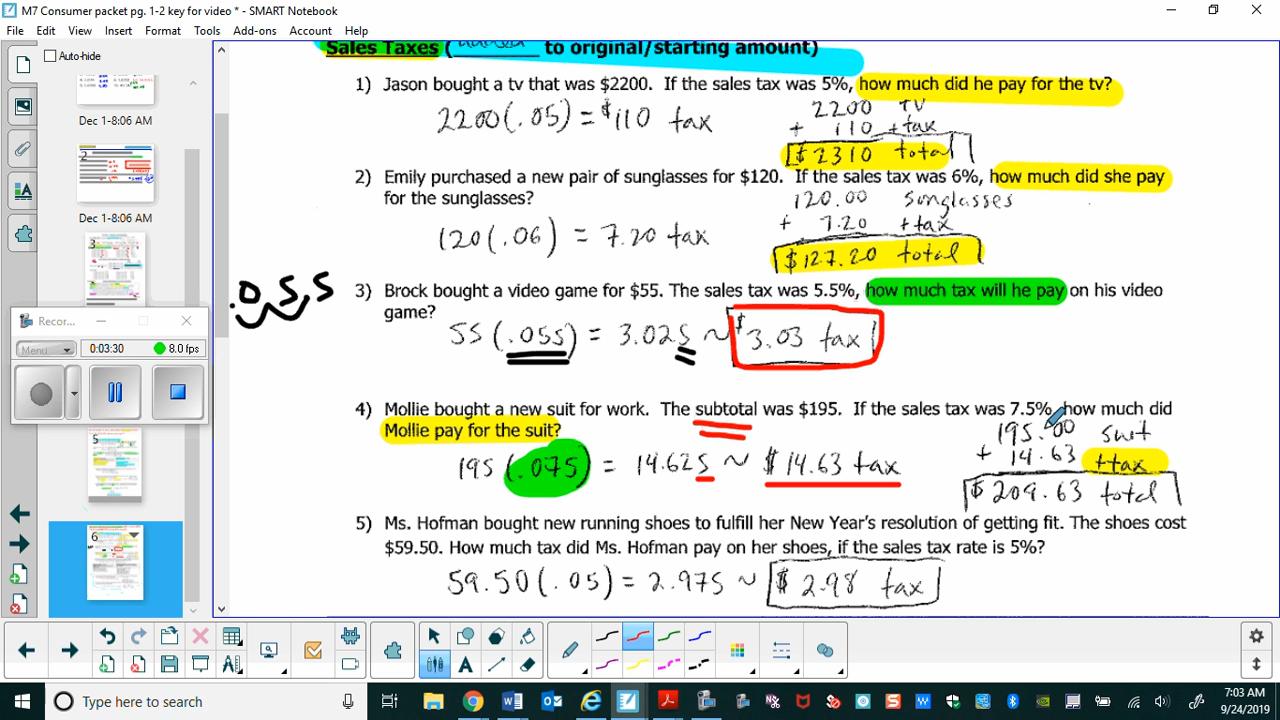 M7 Consumer packet pg. 1-2 key for video * - SMART Notebook
File Edit View Insert Format Tools Add-ons Account Help
Auto-hide
Dec 1-8:06 AM
2
Dec 1-8:06 AM
3
Recor...
Menu
0:03:30
8.0 fps
5
6
Sales Taxes (added to original/starting amount)
1) Jason bought a tv that was $2200. If the sales tax was 5%, how much did he pay for the tv?
2200(.05) = $110 tax
2200 TV
+ 110 +tax
$2310 total
2) Emily purchased a new pair of sunglasses for $120. If the sales tax was 6%, how much did she pay
for the sunglasses?
120.00 sunglasses
+ 7.20 +tax
120(.06) = 7.20 tax
$127.20 total
.0 5 5
3) Brock bought a video game for $55. The sales tax was 5.5%, how much tax will he pay on his video
game?
55 (.055) = 3.025 ~ $3.03 tax
4) Mollie bought a new suit for work. The subtotal was $195. If the sales tax was 7.5%, how much did
Mollie pay for the suit?
195.00 suit
+ 14.63 +tax
195 (.075) = 14.625 ~ $14.63 tax
$209.63 total
5) Ms. Hofman bought new running shoes to fulfill her New Year's resolution of getting fit. The shoes cost
$59.50. How much tax did Ms. Hofman pay on her shoes, if the sales tax rate is 5%?
59.50(.05) = 2.975 ~ $2.98 tax
Type here to search
7:03 AM
9/24/2019